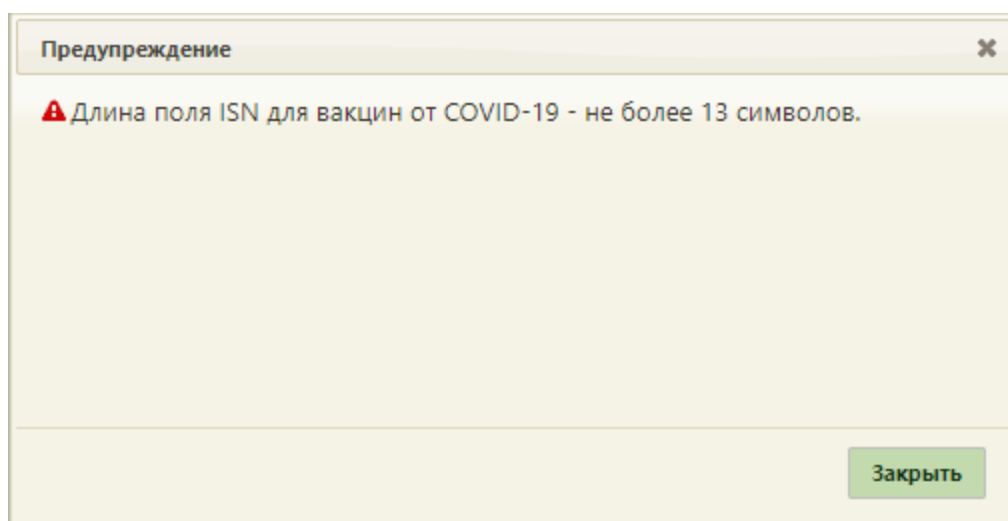 Предупреждение
Длина поля ISN для вакцин от COVID-19 - не более 13 символов.
Закрыть